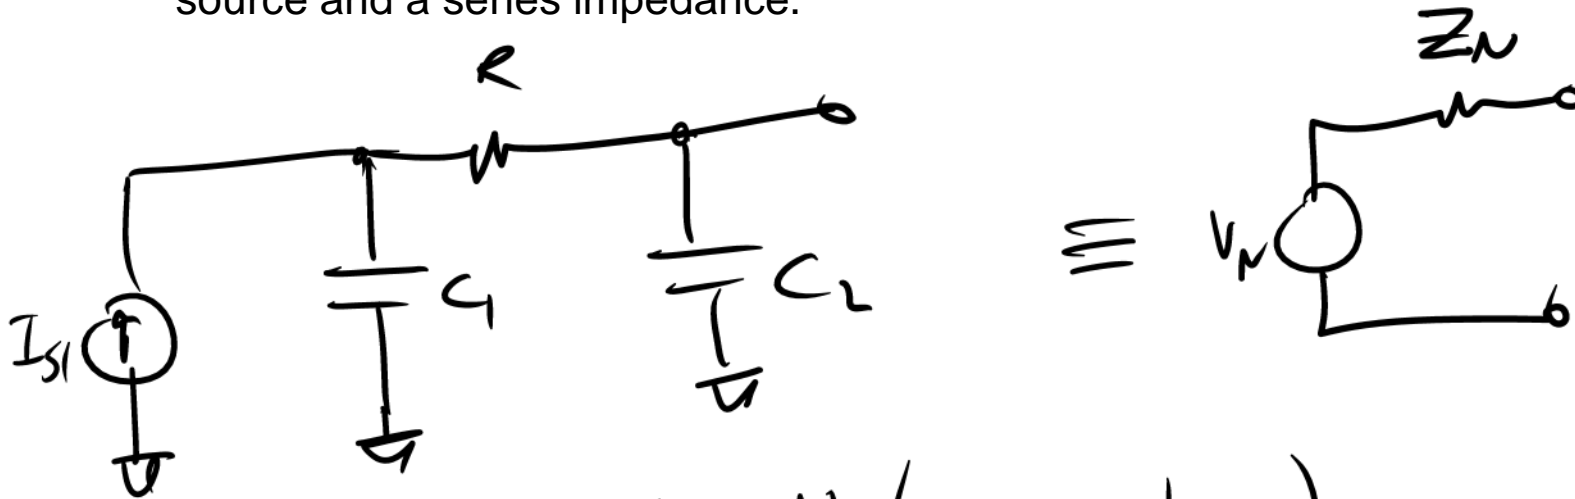 source and a series impedance.
R
Z_N
C_1
C_2
I_S1
≡
V_N